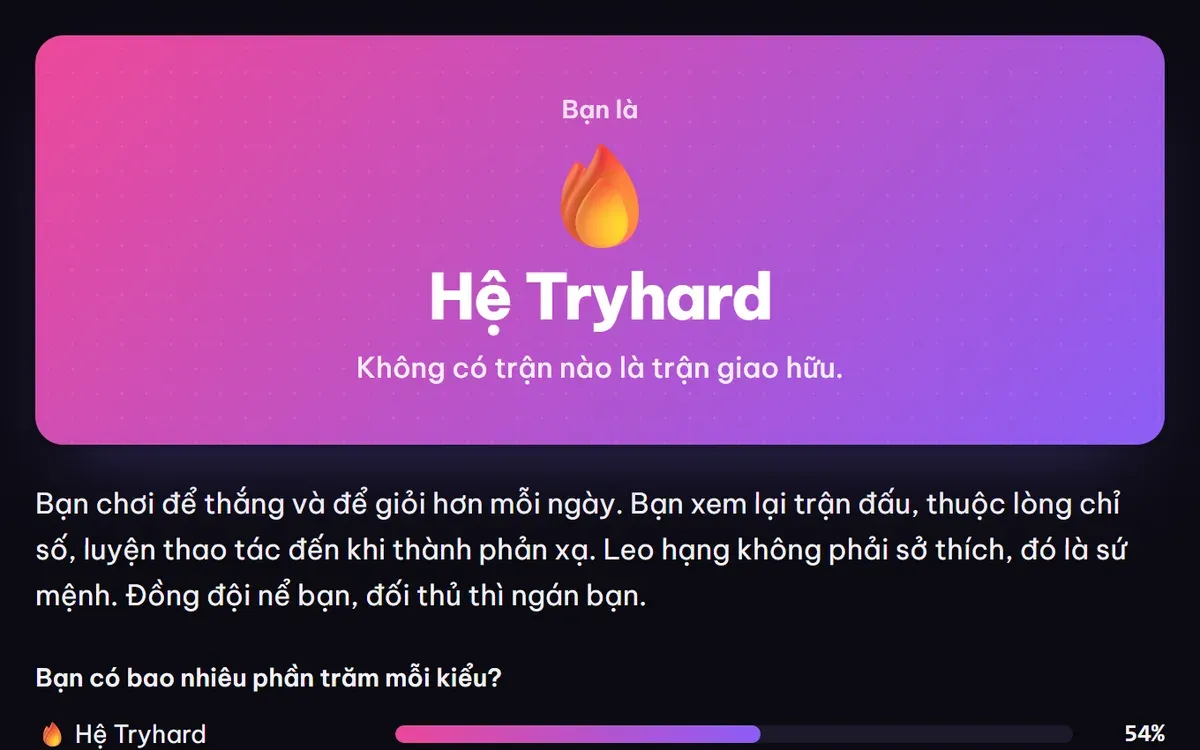 Bạn là
Hệ Tryhard
Không có trận nào là trận giao hữu.
Bạn chơi để thắng và để giỏi hơn mỗi ngày. Bạn xem lại trận đấu, thuộc lòng chỉ
số, luyện thao tác đến khi thành phản xạ. Leo hạng không phải sở thích, đó là sứ
mệnh. Đồng đội nể bạn, đối thủ thì ngán bạn.
Bạn có bao nhiêu phần trăm mỗi kiểu?
Hệ Tryhard 54%